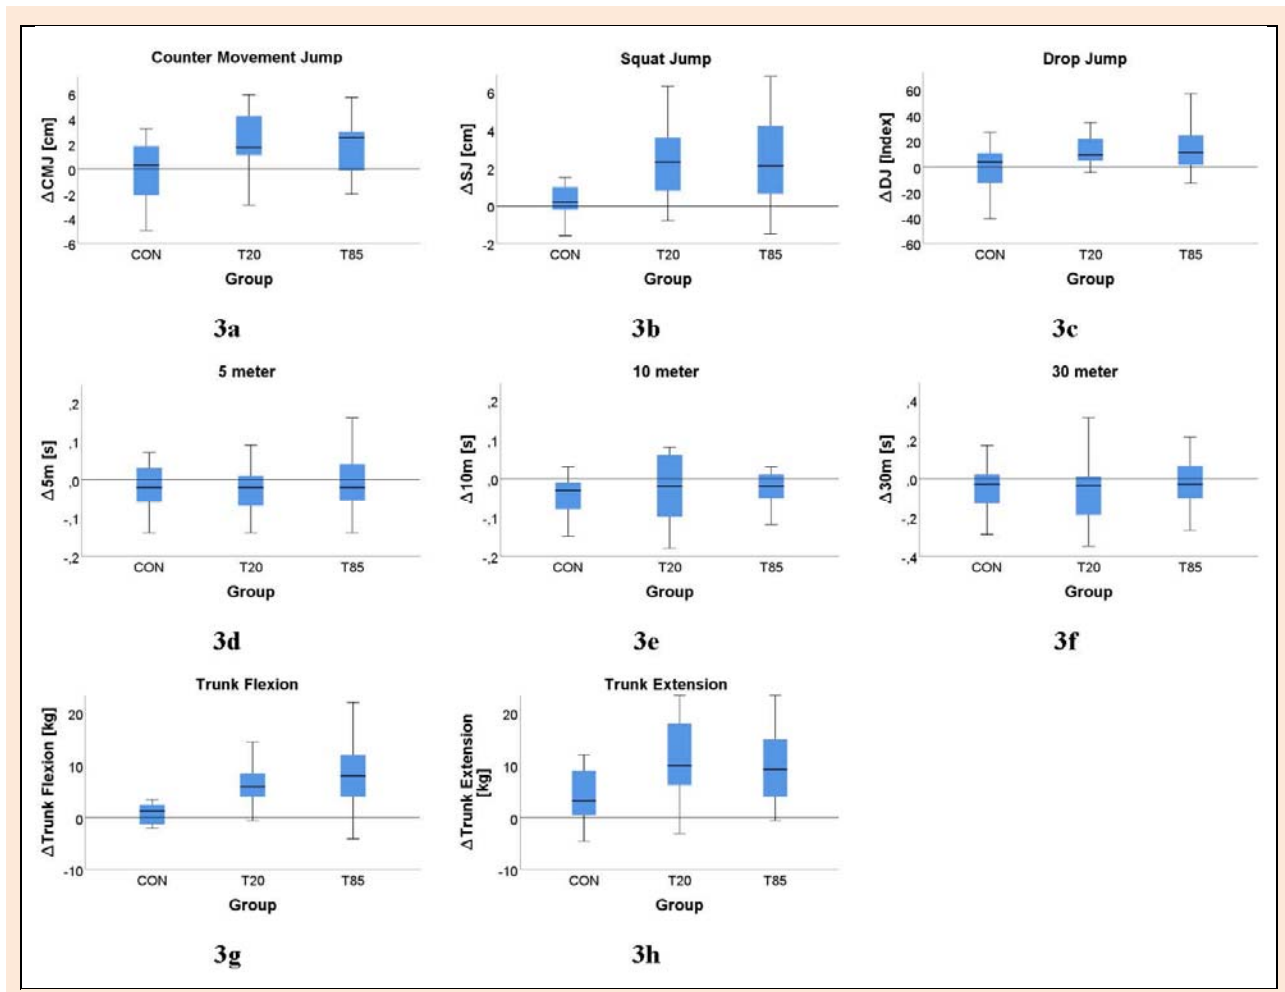 Counter Movement Jump
ΔCMJ [cm]
6
4
2
0
-2
-4
-6
CON T20 T85
Group
3a
Squat Jump
ΔSJ [cm]
6
4
2
0
-2
CON T20 T85
Group
3b
Drop Jump
ΔDJ [Index]
60
40
20
0
-20
-40
-60
CON T20 T85
Group
3c
5 meter
Δ5m [s]
,2
,1
,0
-,1
-,2
CON T20 T85
Group
3d
10 meter
Δ10m [s]
,2
,1
,0
-,1
-,2
CON T20 T85
Group
3e
30 meter
Δ30m [s]
,4
,2
,0
-,2
-,4
CON T20 T85
Group
3f
Trunk Flexion
ΔTrunk Flexion [kg]
20
10
0
-10
CON T20 T85
Group
3g
Trunk Extension
ΔTrunk Extension
[kg]
20
10
0
-10
CON T20 T85
Group
3h